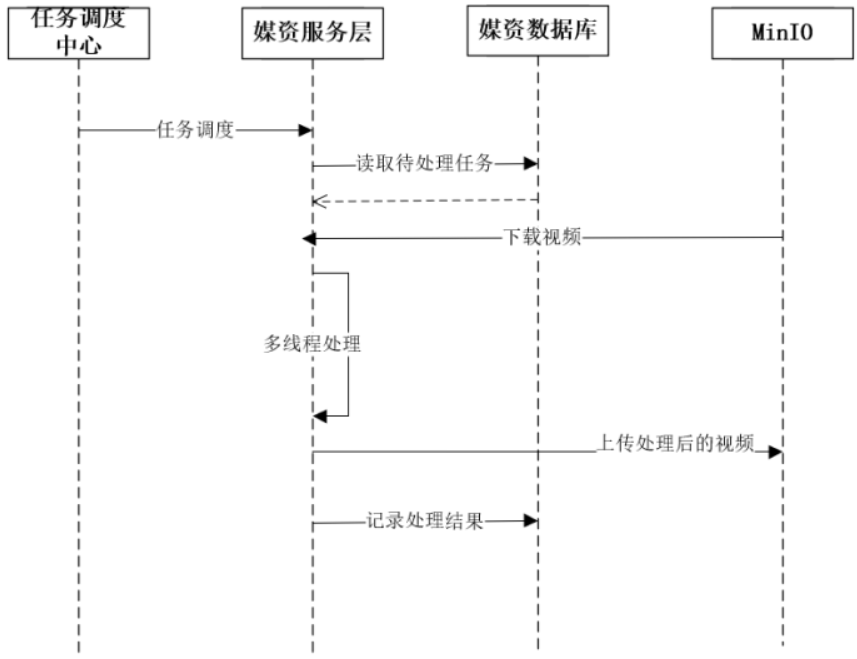 任务调度
中心
媒资服务层
媒资数据库
MinIO
任务调度
读取待处理任务
下载视频
多线程处理
上传处理后的视频
记录处理结果